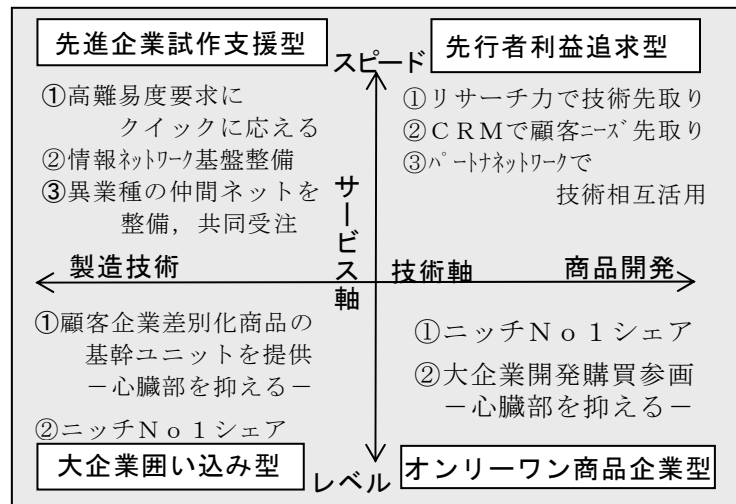 先進企業試作支援型
スピード
先行者利益追求型
①高難易度要求に
クイックに応える
②情報ネットワーク基盤整備
③異業種の仲間ネットを
整備，共同受注
①リサーチ力で技術先取り
②ＣＲＭで顧客ニーズ先取り
③パートナネットワークで
技術相互活用
サービス軸
製造技術
技術軸
商品開発
①顧客企業差別化商品の
基幹ユニットを提供
－心臓部を抑える－
②ニッチＮｏ１シェア
①ニッチＮｏ１シェア
②大企業開発購買参画
－心臓部を抑える－
大企業囲い込み型
レベル
オンリーワン商品企業型